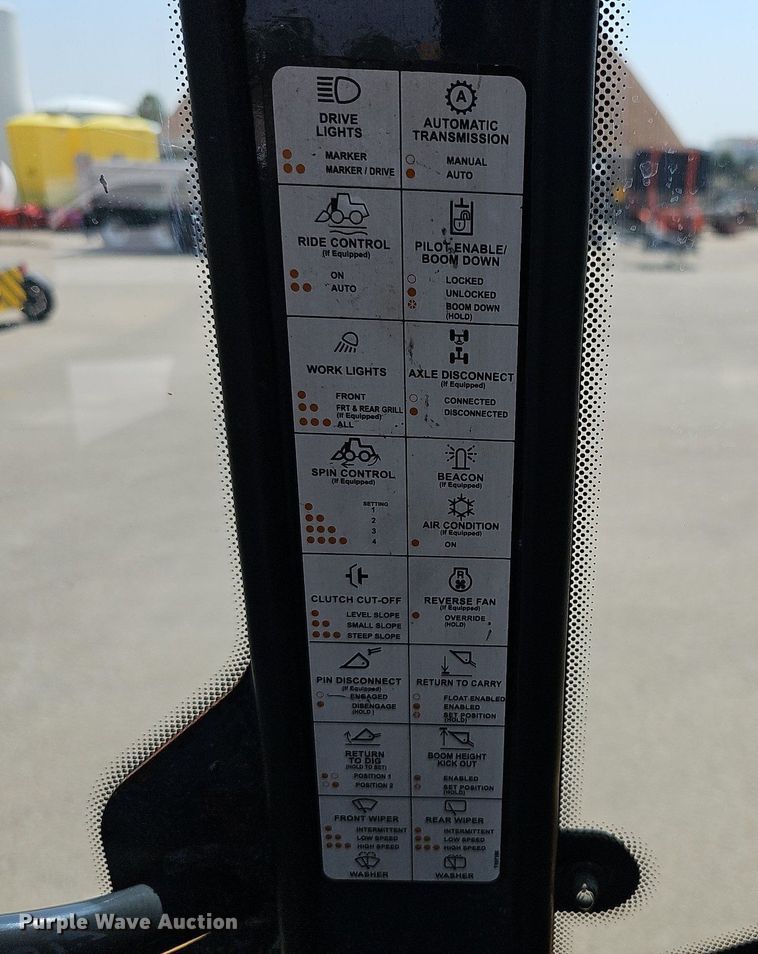 DRIVE
LIGHTS
MARKER
MARKER / DRIVE
A
AUTOMATIC
TRANSMISSION
MANUAL
AUTO
RIDE CONTROL
(If Equipped)
ON
AUTO
PILOT ENABLE/
BOOM DOWN
LOCKED
UNLOCKED
BOOM DOWN
(HOLD)
WORK LIGHTS
FRONT
FRT & REAR GRILL
(If Equipped)
ALL
AXLE DISCONNECT
(If Equipped)
CONNECTED
DISCONNECTED
SPIN CONTROL
(If Equipped)
SETTING
1
2
3
4
BEACON
(If Equipped)
AIR CONDITION
(If Equipped)
ON
CLUTCH CUT-OFF
LEVEL SLOPE
SMALL SLOPE
STEEP SLOPE
R
REVERSE FAN
(If Equipped)
OVERRIDE
(HOLD)
PIN DISCONNECT
(If Equipped)
ENGAGED
DISENGAGE
(HOLD)
RETURN TO CARRY
FLOAT ENABLED
ENABLED
SET POSITION
(HOLD)
RETURN
TO DIG
(HOLD TO SET)
POSITION 1
POSITION 2
BOOM HEIGHT
KICK OUT
ENABLED
SET POSITION
(HOLD)
FRONT WIPER
INTERMITTENT
LOW SPEED
HIGH SPEED
WASHER
REAR WIPER
INTERMITTENT
LOW SPEED
HIGH SPEED
WASHER
Purple Wave Auction